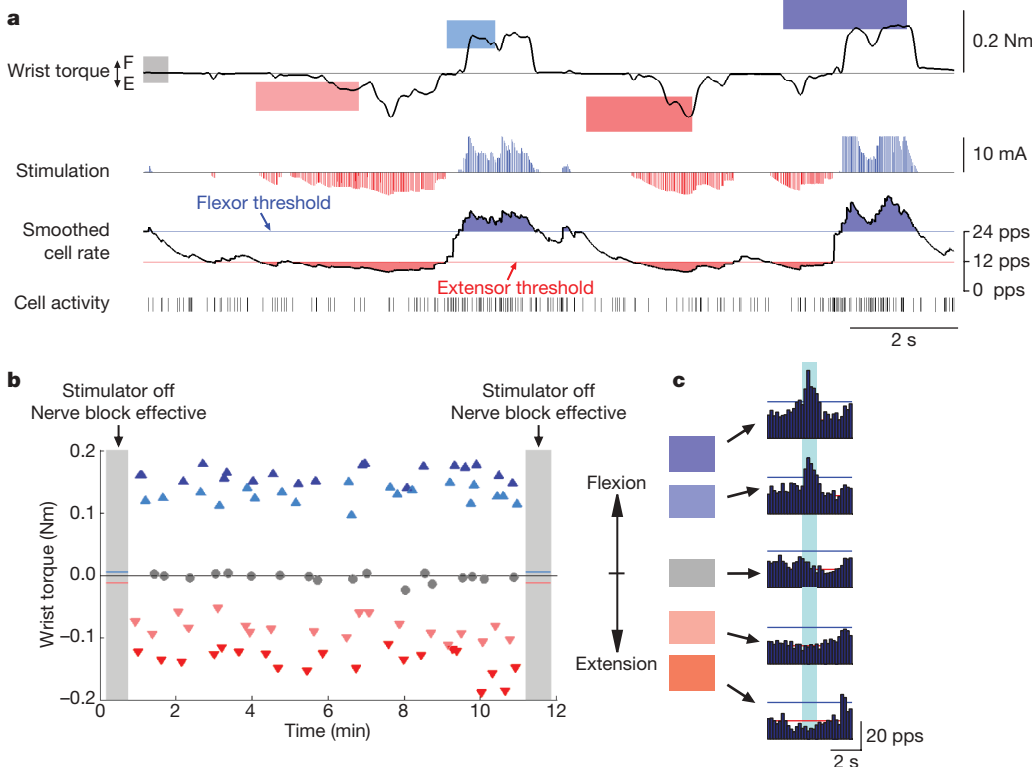 a
F
Wrist torque
E
0.2 Nm
Stimulation
10 mA
Flexor threshold
Smoothed
cell rate
24 pps
12 pps
0 pps
Extensor threshold
Cell activity
2 s
b
Stimulator off
Nerve block effective
Stimulator off
Nerve block effective
0.2
0.1
0.0
–0.1
–0.2
Wrist torque (Nm)
0
2
4
6
8
10
12
Time (min)
Flexion
Extension
c
20 pps
2 s